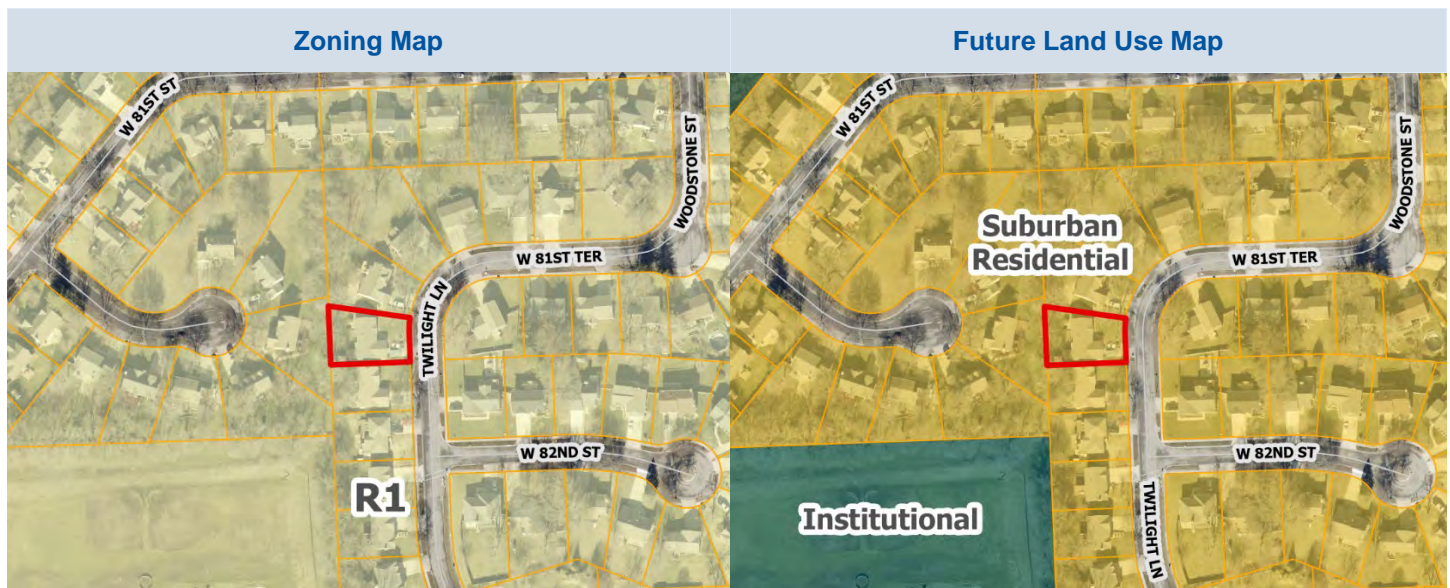 Zoning Map
Future Land Use Map
W 81ST ST
WOODSTONE ST
W 81ST TER
TWILIGHT LN
W 82ND ST
R1
W 81ST ST
WOODSTONE ST
Suburban
Residential
W 81ST TER
W 82ND ST
Institutional
TWILIGHT LN